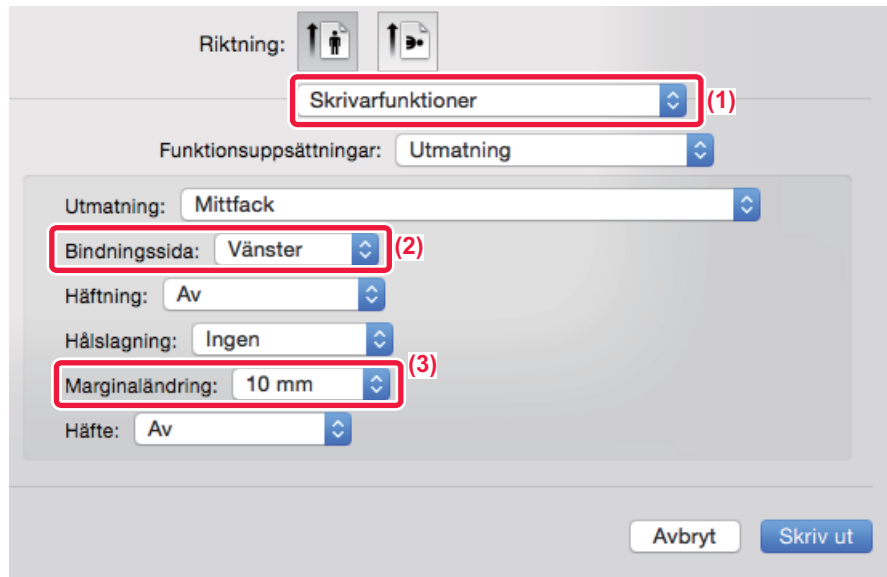 Riktning:
Skrivarfunktioner (1)
Funktionsuppsättningar: Utmatning
Utmatning: Mittfack
Bindningssida: Vänster (2)
Häftning: Av
Hålslagning: Ingen
(3)
Marginaländring: 10 mm
Häfte: Av
Avbryt Skriv ut